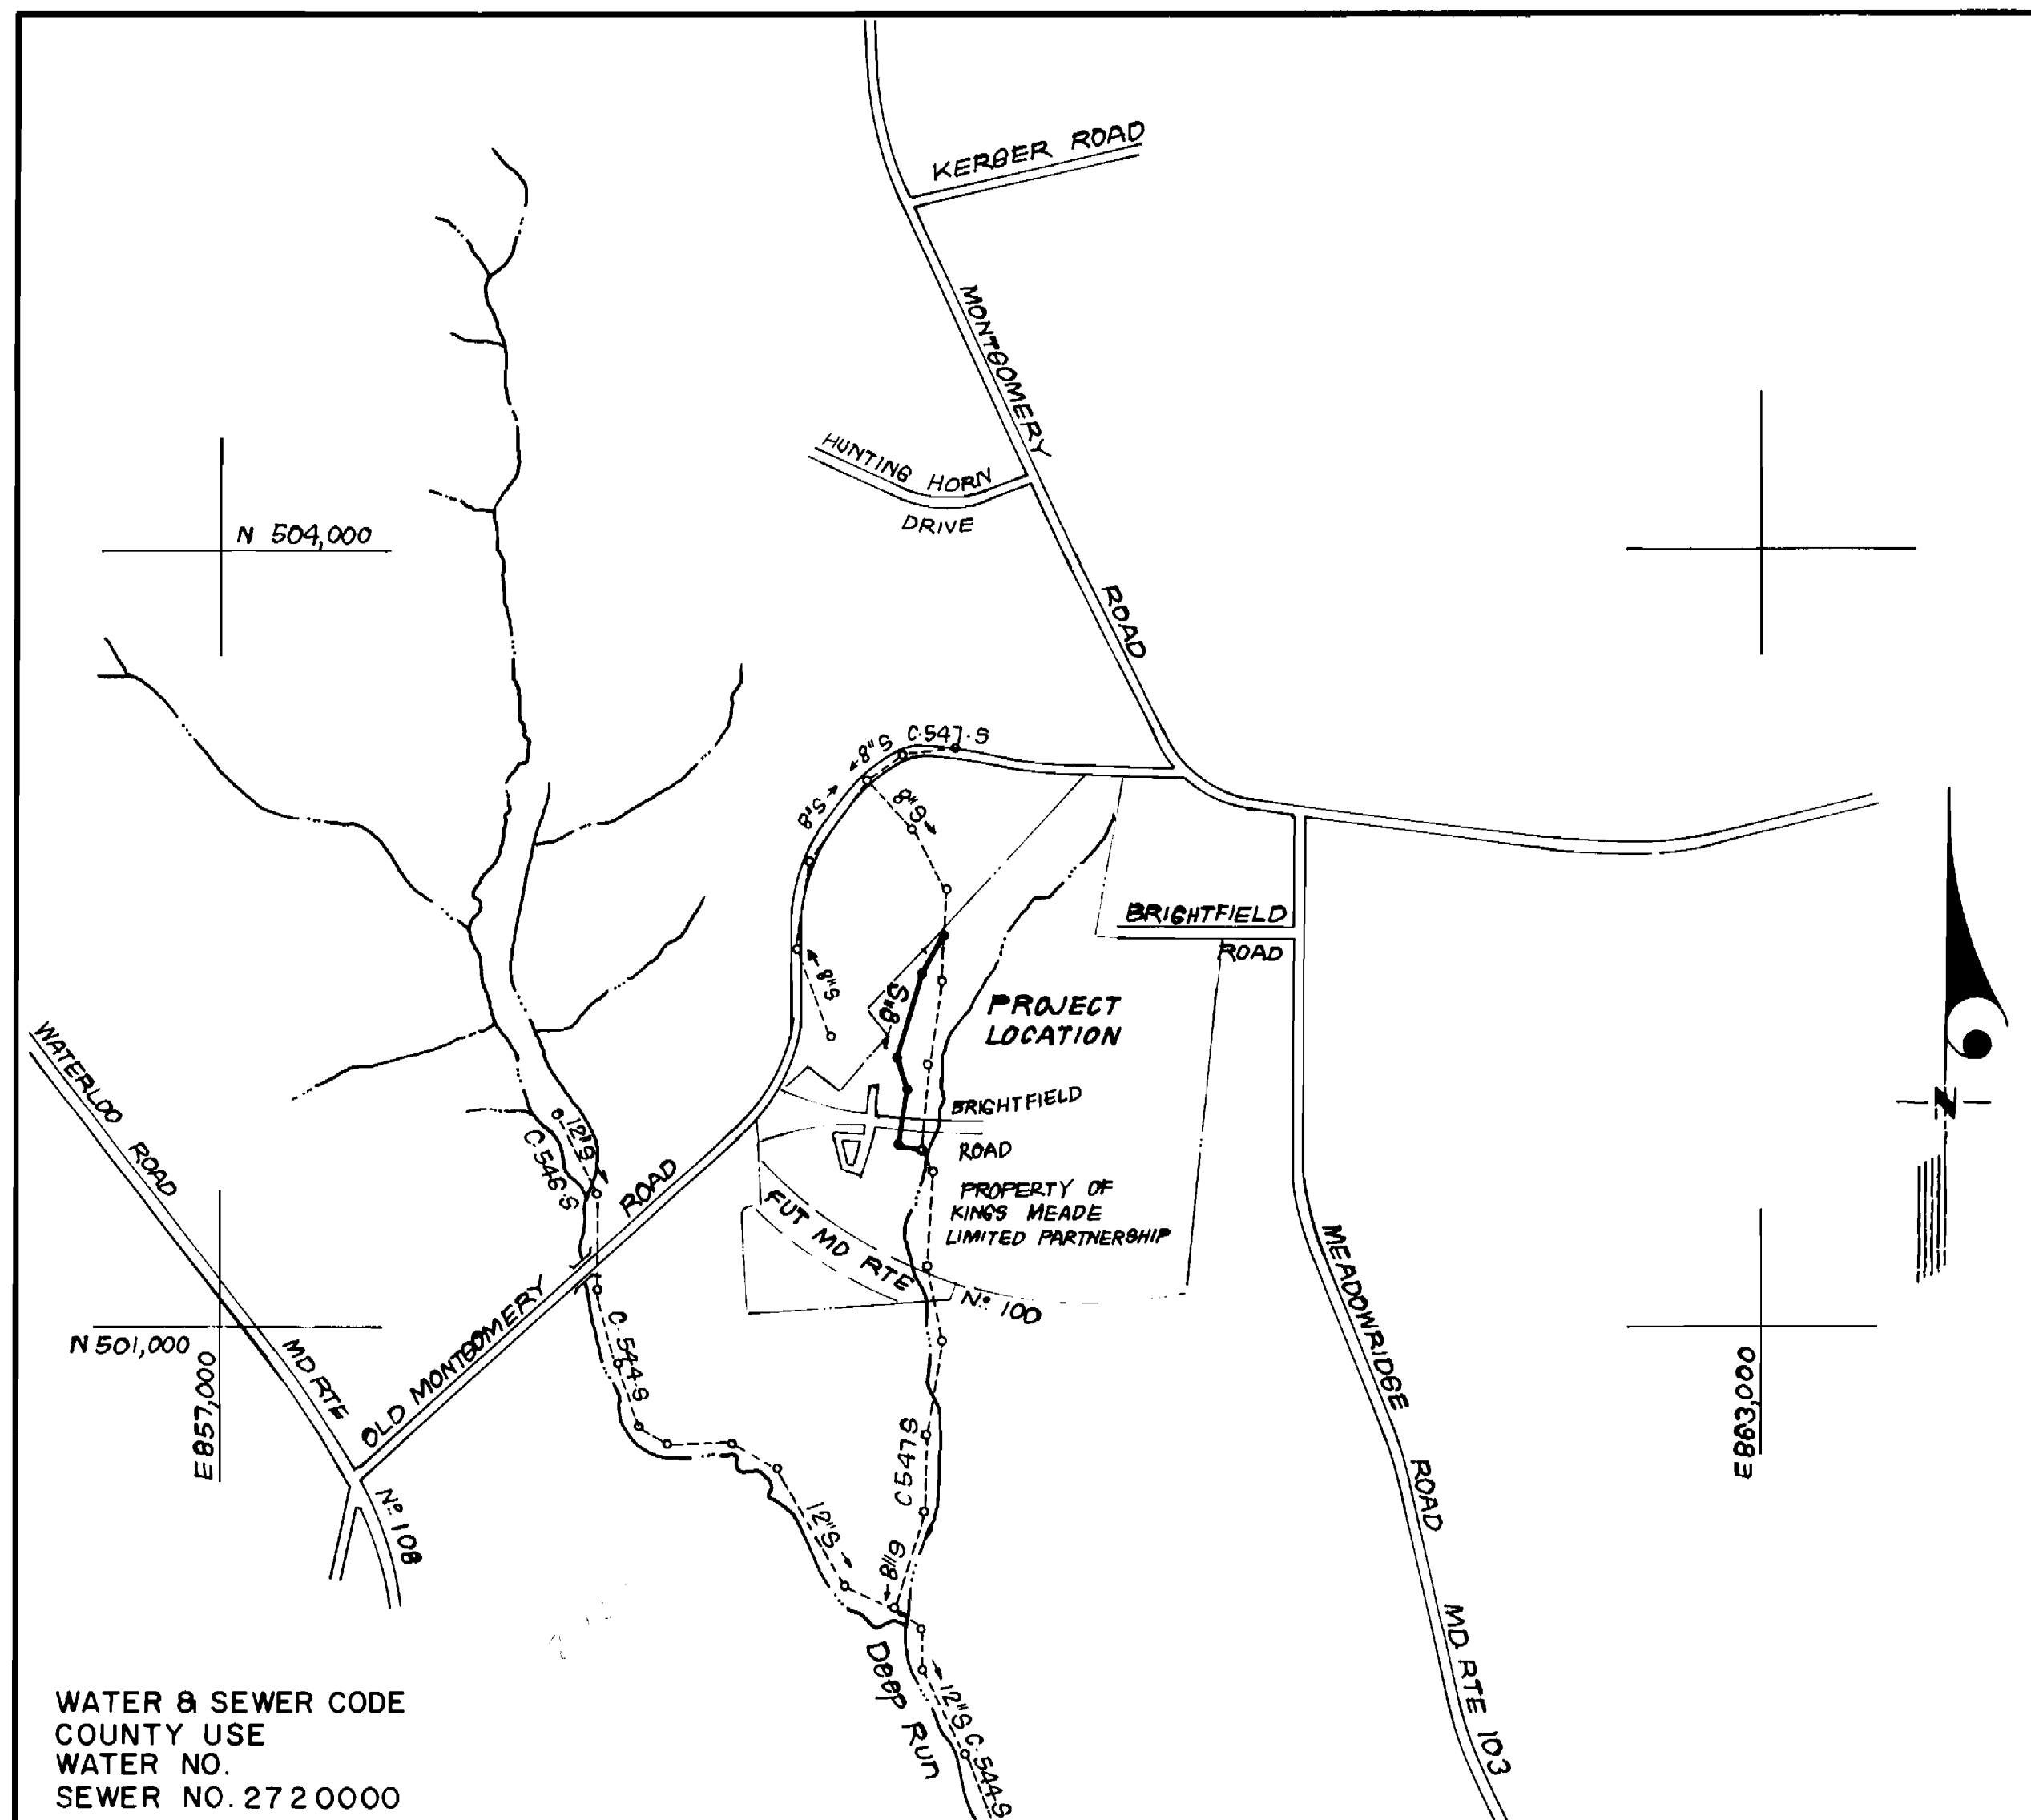 KERBER ROAD
MONTGOMERY
ROAD
HUNTING HORN
DRIVE
N 504,000
C·547·S
8"S
8"S
8"S
8"S
8"S
BRIGHTFIELD
ROAD
PROJECT
LOCATION
BRIGHTFIELD
ROAD
PROPERTY OF
KINGS MEADE
LIMITED PARTNERSHIP
WATERLOO
ROAD
MD RTE
Nº 108
12"S
C·546·S
OLD MONTGOMERY
ROAD
FUT MD RTE
Nº 100
N
N 501,000
E 857,000
E 863,000
C·544·S
C547S
12"S
8"S
MEADOWRIDGE
ROAD
MD RTE 103
Deep Run
12"S C·544S
WATER & SEWER CODE
COUNTY USE
WATER NO.
SEWER NO. 2720000